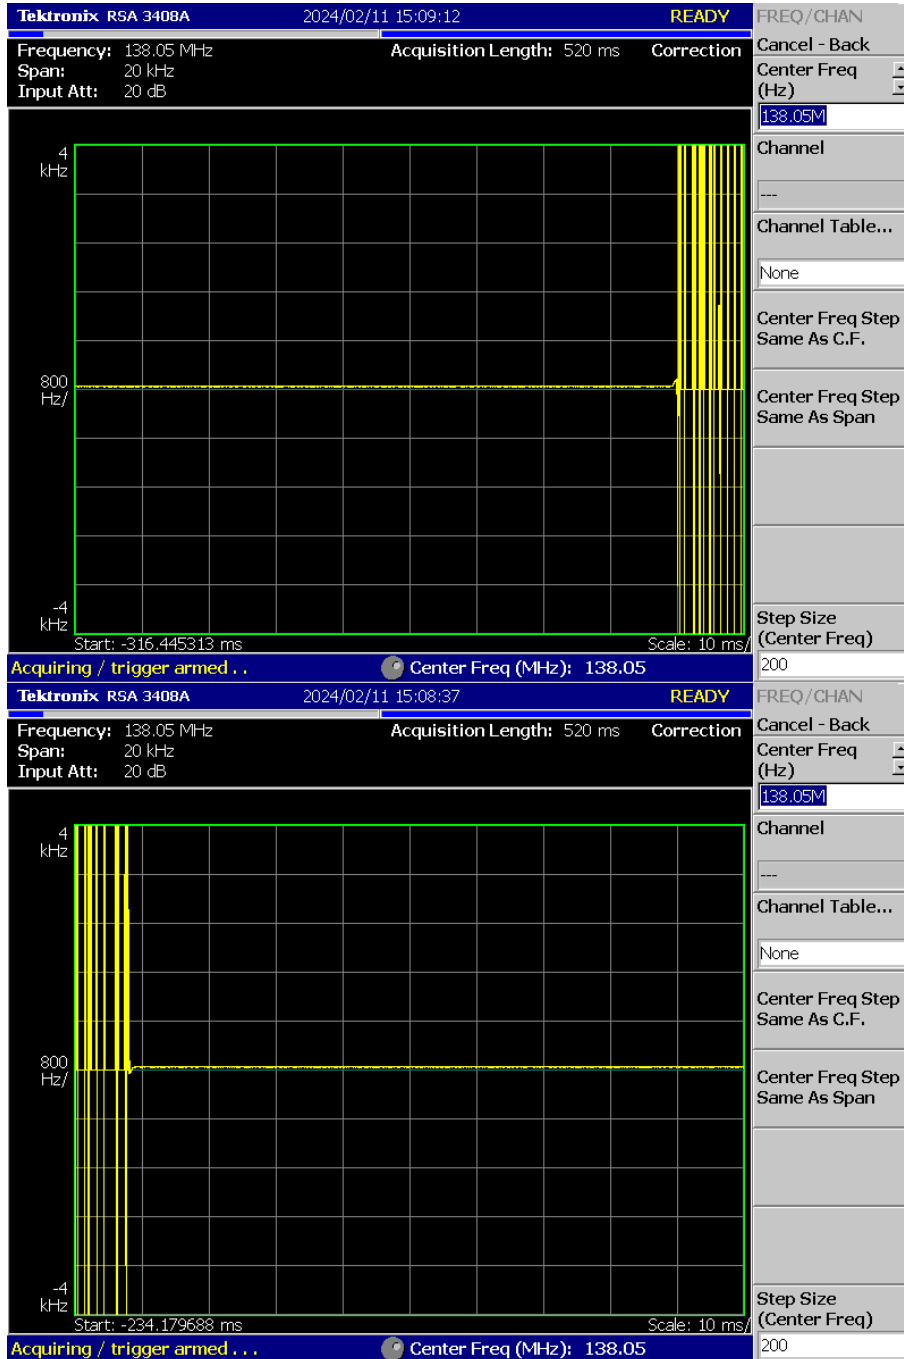 Tektronix RSA 3408A 2024/02/11 15:09:12 READY FREQ/CHAN
Frequency: 138.05 MHz Acquisition Length: 520 ms Correction
Span: 20 kHz
Input Att: 20 dB
4
kHz
800
Hz/
-4
kHz
Start: -316.445313 ms Scale: 10 ms/
Acquiring / trigger armed . . . Center Freq (MHz): 138.05
Cancel - Back
Center Freq
(Hz)
138.05M
Channel
---
Channel Table...
None
Center Freq Step
Same As C.F.
Center Freq Step
Same As Span
Step Size
(Center Freq)
200
Tektronix RSA 3408A 2024/02/11 15:08:37 READY FREQ/CHAN
Frequency: 138.05 MHz Acquisition Length: 520 ms Correction
Span: 20 kHz
Input Att: 20 dB
4
kHz
800
Hz/
-4
kHz
Start: -234.179688 ms Scale: 10 ms/
Acquiring / trigger armed . . . Center Freq (MHz): 138.05
Cancel - Back
Center Freq
(Hz)
138.05M
Channel
---
Channel Table...
None
Center Freq Step
Same As C.F.
Center Freq Step
Same As Span
Step Size
(Center Freq)
200